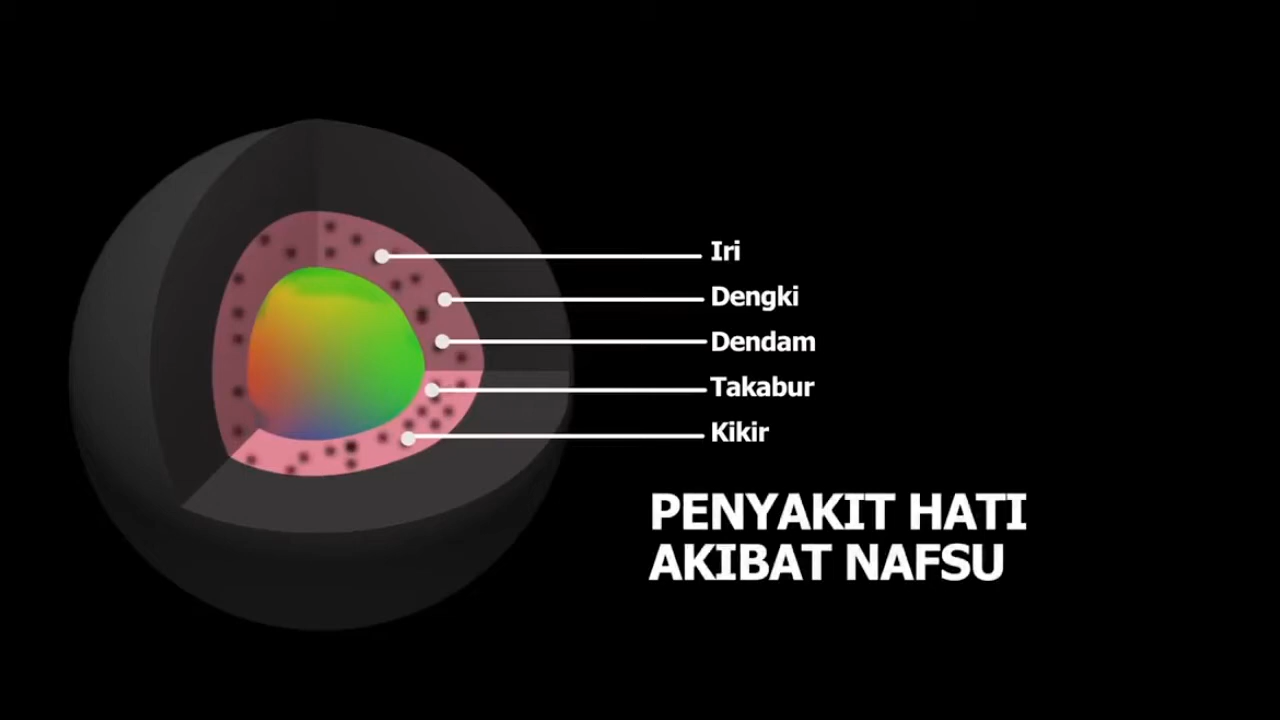 Iri
Dengki
Dendam
Takabur
Kikir
PENYAKIT HATI
AKIBAT NAFSU